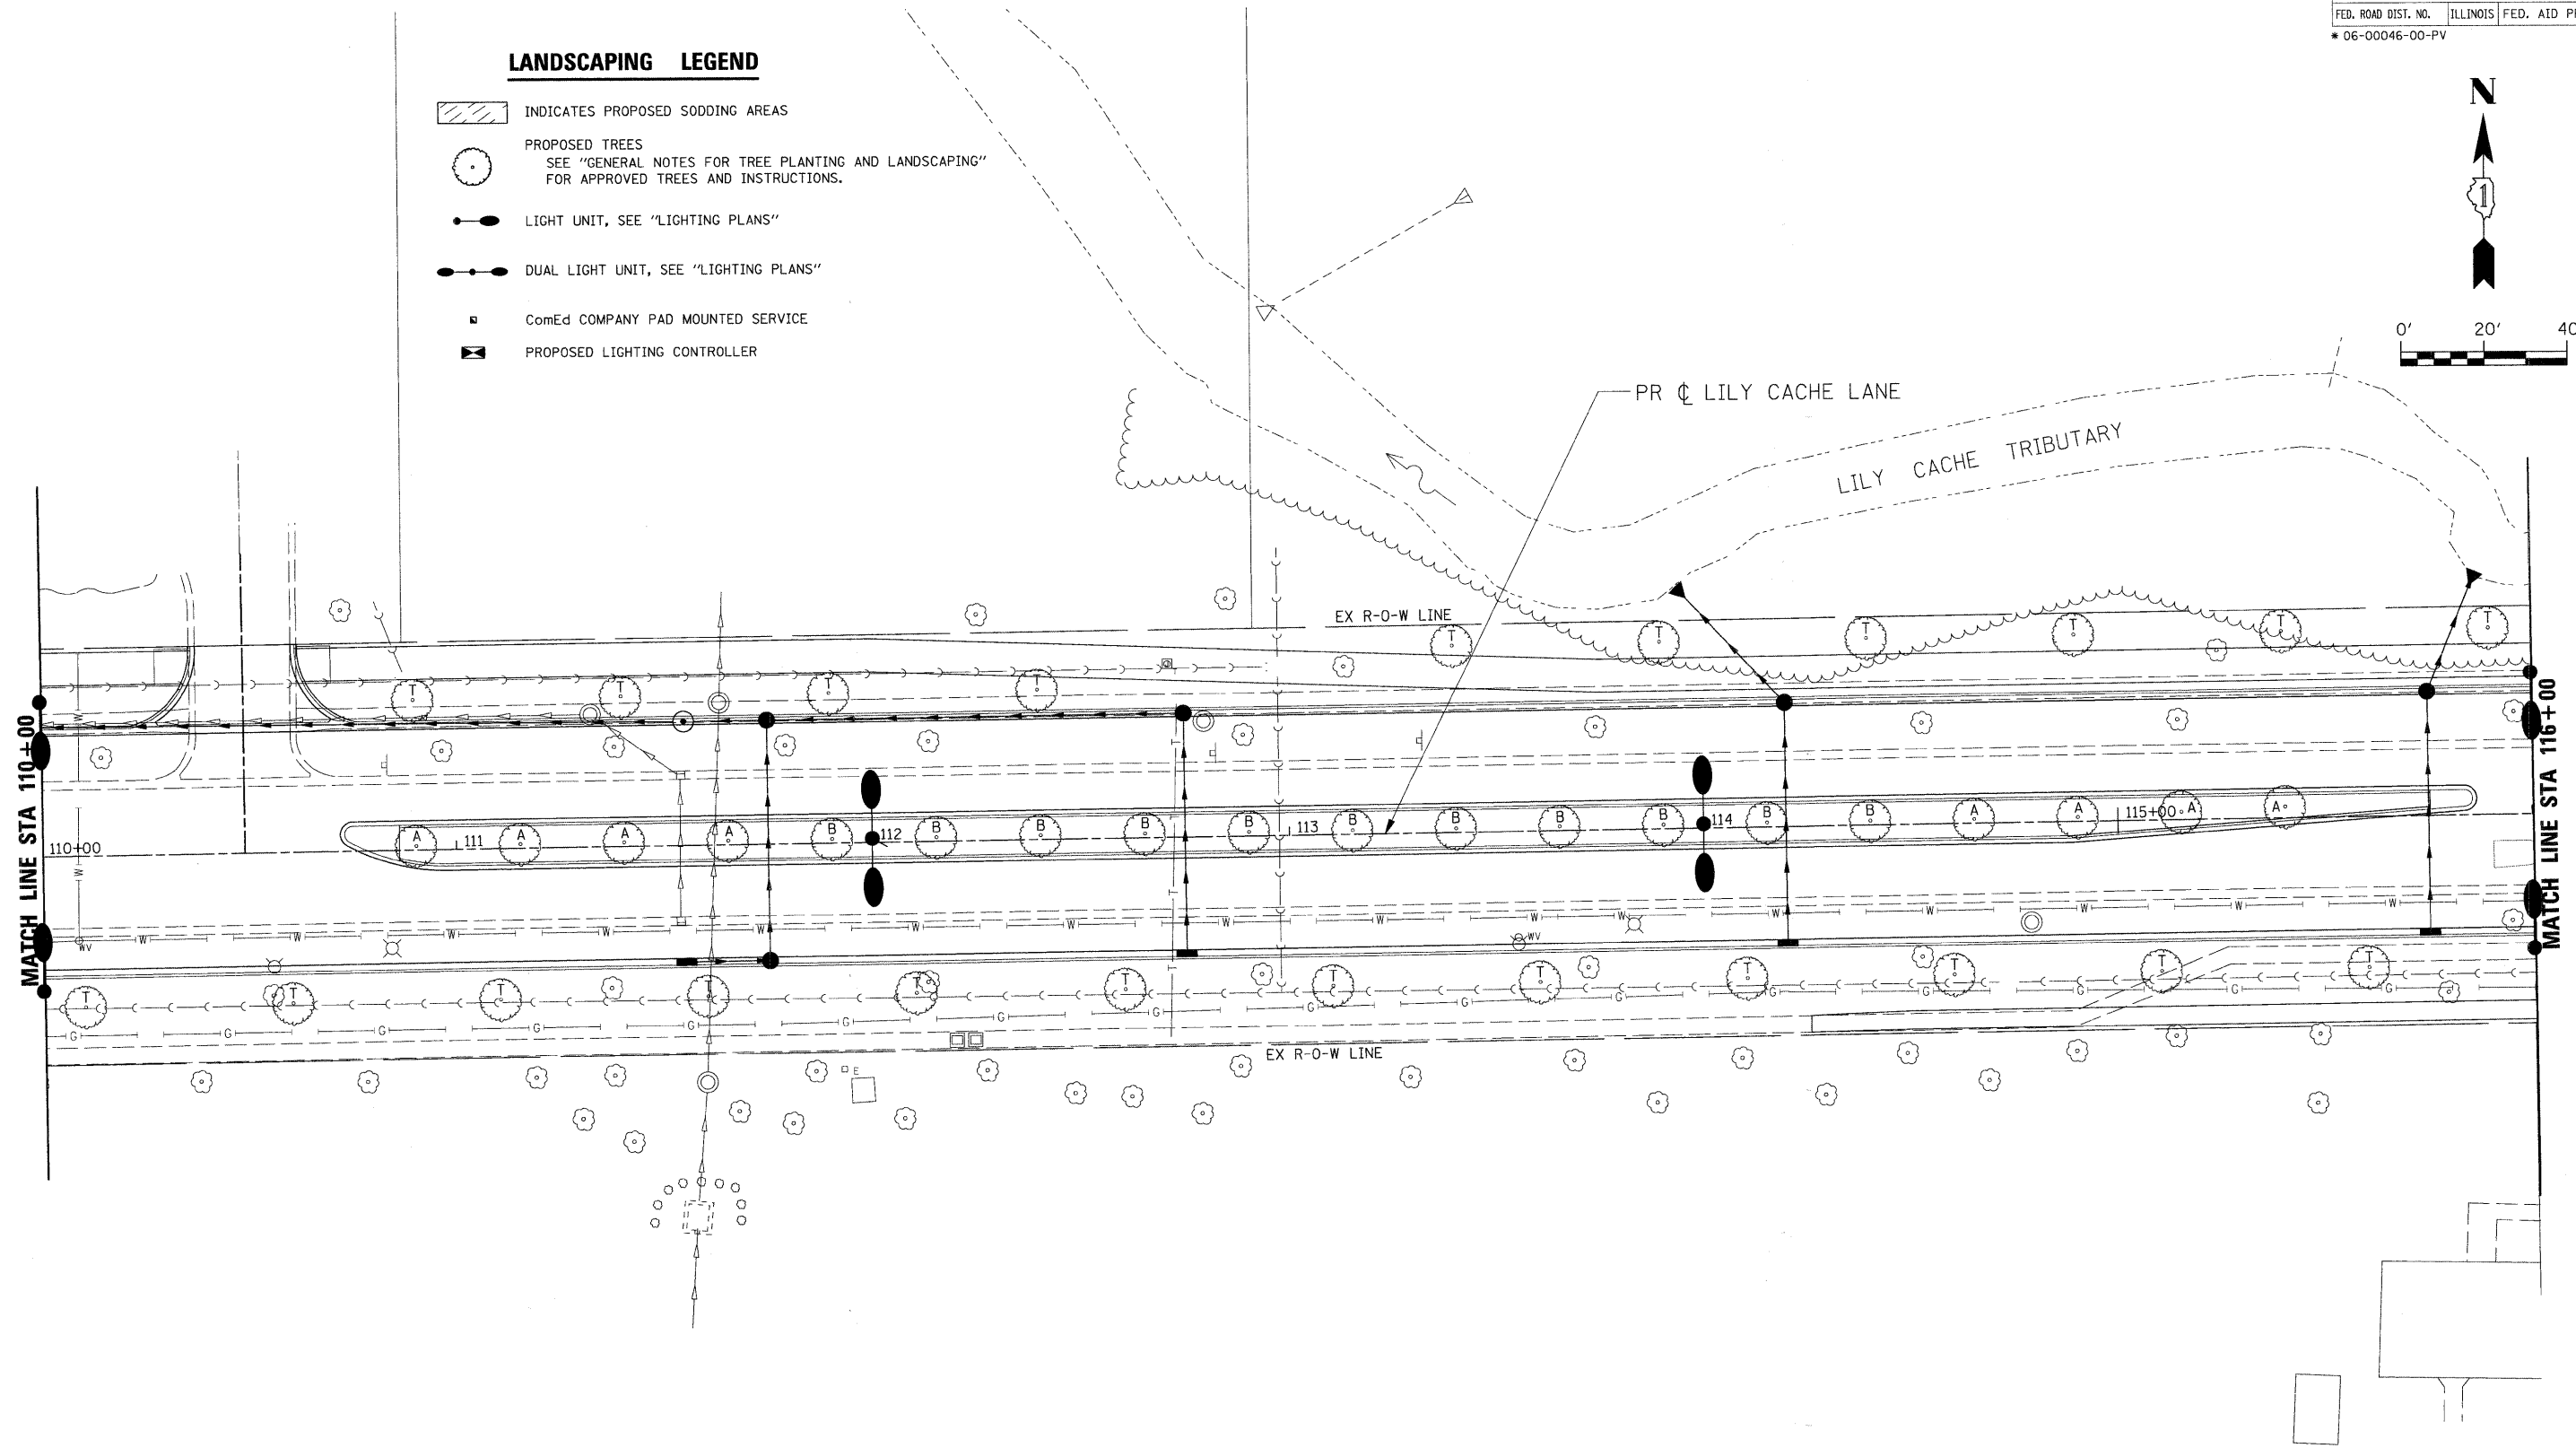 FED. ROAD DIST. NO. ILLINOIS FED. AID
* 06-00046-00-PV
LANDSCAPING LEGEND
INDICATES PROPOSED SODDING AREAS
PROPOSED TREES
SEE "GENERAL NOTES FOR TREE PLANTING AND LANDSCAPING"
FOR APPROVED TREES AND INSTRUCTIONS.
LIGHT UNIT, SEE "LIGHTING PLANS"
DUAL LIGHT UNIT, SEE "LIGHTING PLANS"
ComEd COMPANY PAD MOUNTED SERVICE
PROPOSED LIGHTING CONTROLLER
N
1
0' 20' 40
PR ℄ LILY CACHE LANE
LILY CACHE TRIBUTARY
EX R-O-W LINE
T T T T T T
T T T T
MATCH LINE STA 110+00
MATCH LINE STA 116+00
W
110+00
A 111 A A A B 112 B B B B 113 B B B B 114 B B A A 115+00 A A
W
WV W W W W W W W W W W W W W W W W
WV
T
T
T
T T T T T T T T T T T T
G G G G G G G G G G G G G G G G
EX R-O-W LINE
E